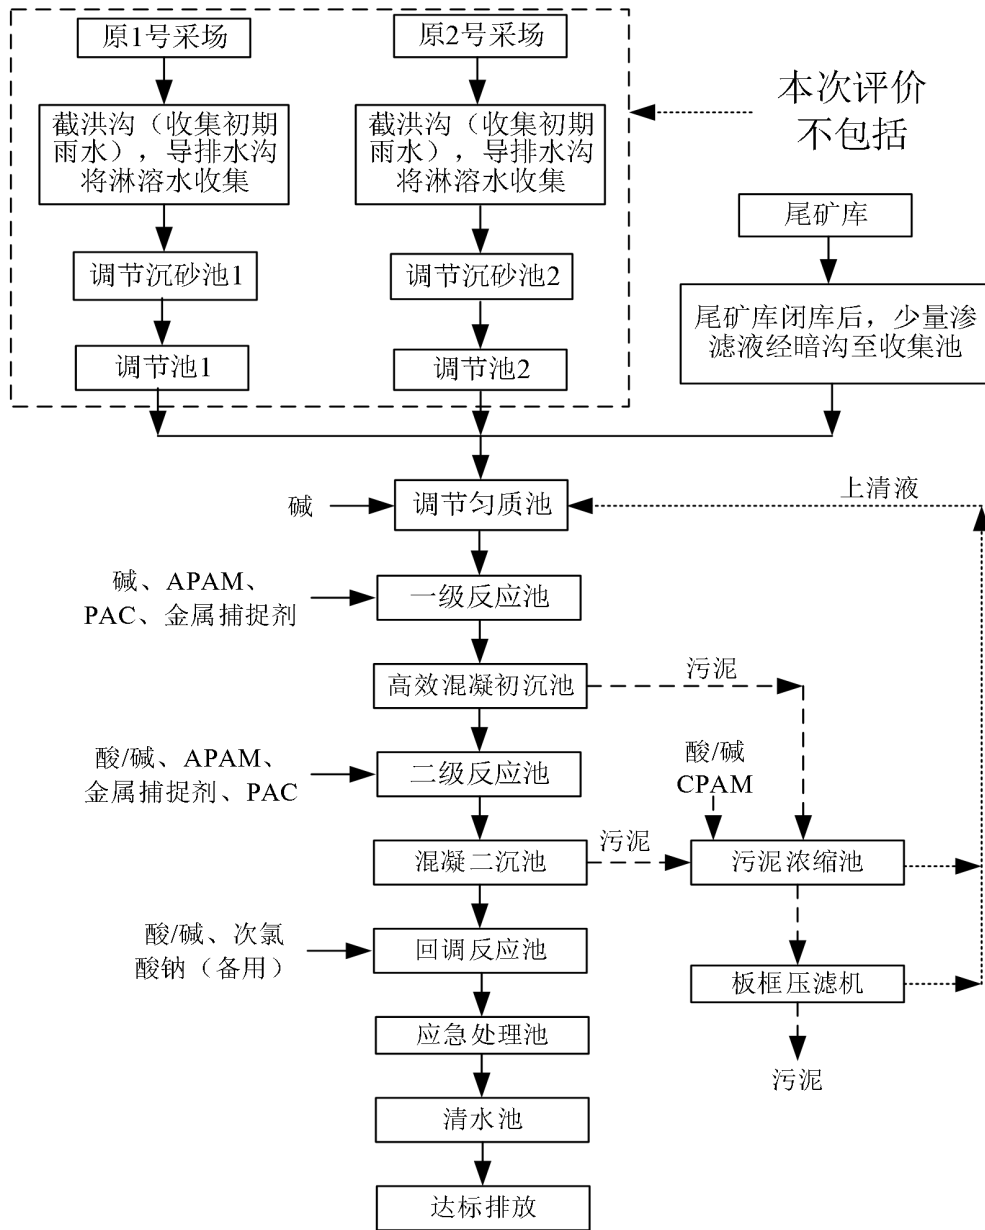 原1号采场
原2号采场
本次评价
不包括
截洪沟（收集初期
雨水），导排水沟
将淋溶水收集
截洪沟（收集初期
雨水），导排水沟
将淋溶水收集
尾矿库
调节沉砂池1
调节沉砂池2
尾矿库闭库后，少量渗
滤液经暗沟至收集池
调节池1
调节池2
碱
调节匀质池
上清液
碱、APAM、
PAC、金属捕捉剂
一级反应池
高效混凝初沉池
污泥
酸/碱、APAM、
金属捕捉剂、PAC
二级反应池
酸/碱
CPAM
混凝二沉池
污泥
污泥浓缩池
酸/碱、次氯
酸钠（备用）
回调反应池
板框压滤机
应急处理池
污泥
清水池
达标排放